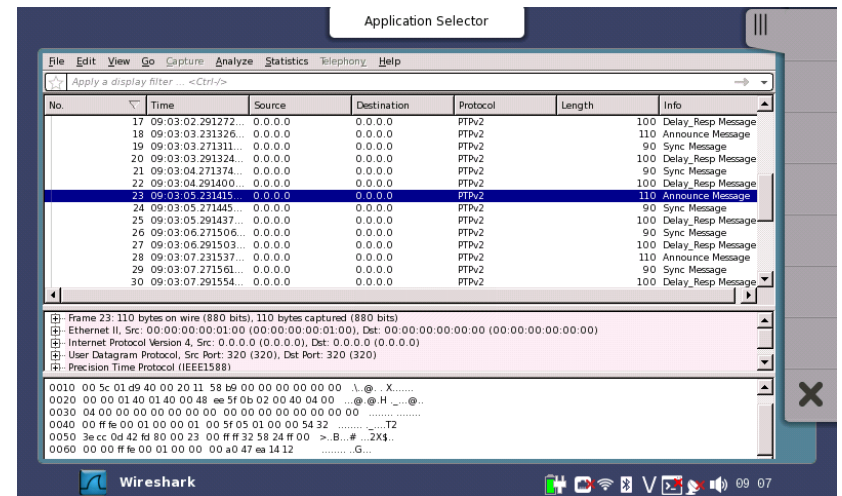 Application Selector
File Edit View Go Capture Analyze Statistics Telephony Help
Apply a display filter ... <Ctrl-/>
No. Time Source Destination Protocol Length Info
17 09:03:02.291272... 0.0.0.0 0.0.0.0 PTPv2 100 Delay_Resp Message
18 09:03:03.231326... 0.0.0.0 0.0.0.0 PTPv2 110 Announce Message
19 09:03:03.271311... 0.0.0.0 0.0.0.0 PTPv2 90 Sync Message
20 09:03:03.291324... 0.0.0.0 0.0.0.0 PTPv2 100 Delay_Resp Message
21 09:03:04.271374... 0.0.0.0 0.0.0.0 PTPv2 90 Sync Message
22 09:03:04.291400... 0.0.0.0 0.0.0.0 PTPv2 100 Delay_Resp Message
23 09:03:05.231415... 0.0.0.0 0.0.0.0 PTPv2 110 Announce Message
24 09:03:05.271445... 0.0.0.0 0.0.0.0 PTPv2 90 Sync Message
25 09:03:05.291437... 0.0.0.0 0.0.0.0 PTPv2 100 Delay_Resp Message
26 09:03:06.271506... 0.0.0.0 0.0.0.0 PTPv2 90 Sync Message
27 09:03:06.291503... 0.0.0.0 0.0.0.0 PTPv2 100 Delay_Resp Message
28 09:03:07.231537... 0.0.0.0 0.0.0.0 PTPv2 110 Announce Message
29 09:03:07.271561... 0.0.0.0 0.0.0.0 PTPv2 90 Sync Message
30 09:03:07.291554... 0.0.0.0 0.0.0.0 PTPv2 100 Delay_Resp Message
Frame 23: 110 bytes on wire (880 bits), 110 bytes captured (880 bits)
Ethernet II, Src: 00:00:00:00:01:00 (00:00:00:00:01:00), Dst: 00:00:00:00:00:00 (00:00:00:00:00:00)
Internet Protocol Version 4, Src: 0.0.0.0 (0.0.0.0), Dst: 0.0.0.0 (0.0.0.0)
User Datagram Protocol, Src Port: 320 (320), Dst Port: 320 (320)
Precision Time Protocol (IEEE1588)
0010 00 5c 01 d9 40 00 20 11 58 b9 00 00 00 00 00 00 .\..@. . X.......
0020 00 00 01 40 01 40 00 48 ee 5f 0b 02 00 40 04 00 ...@.@.H ._...@..
0030 04 00 00 00 00 00 00 00 00 00 00 00 00 00 00 00 ........ ........
0040 00 ff fe 00 01 00 00 01 00 5f 05 01 00 00 54 32 ........ ._....T2
0050 3e cc 0d 42 fd 80 00 23 00 ff ff 32 58 24 ff 00 >..B...# ...2X$..
0060 00 00 ff fe 00 01 00 00 00 a0 47 ea 14 12 ........ ..G...
Wireshark
09 07